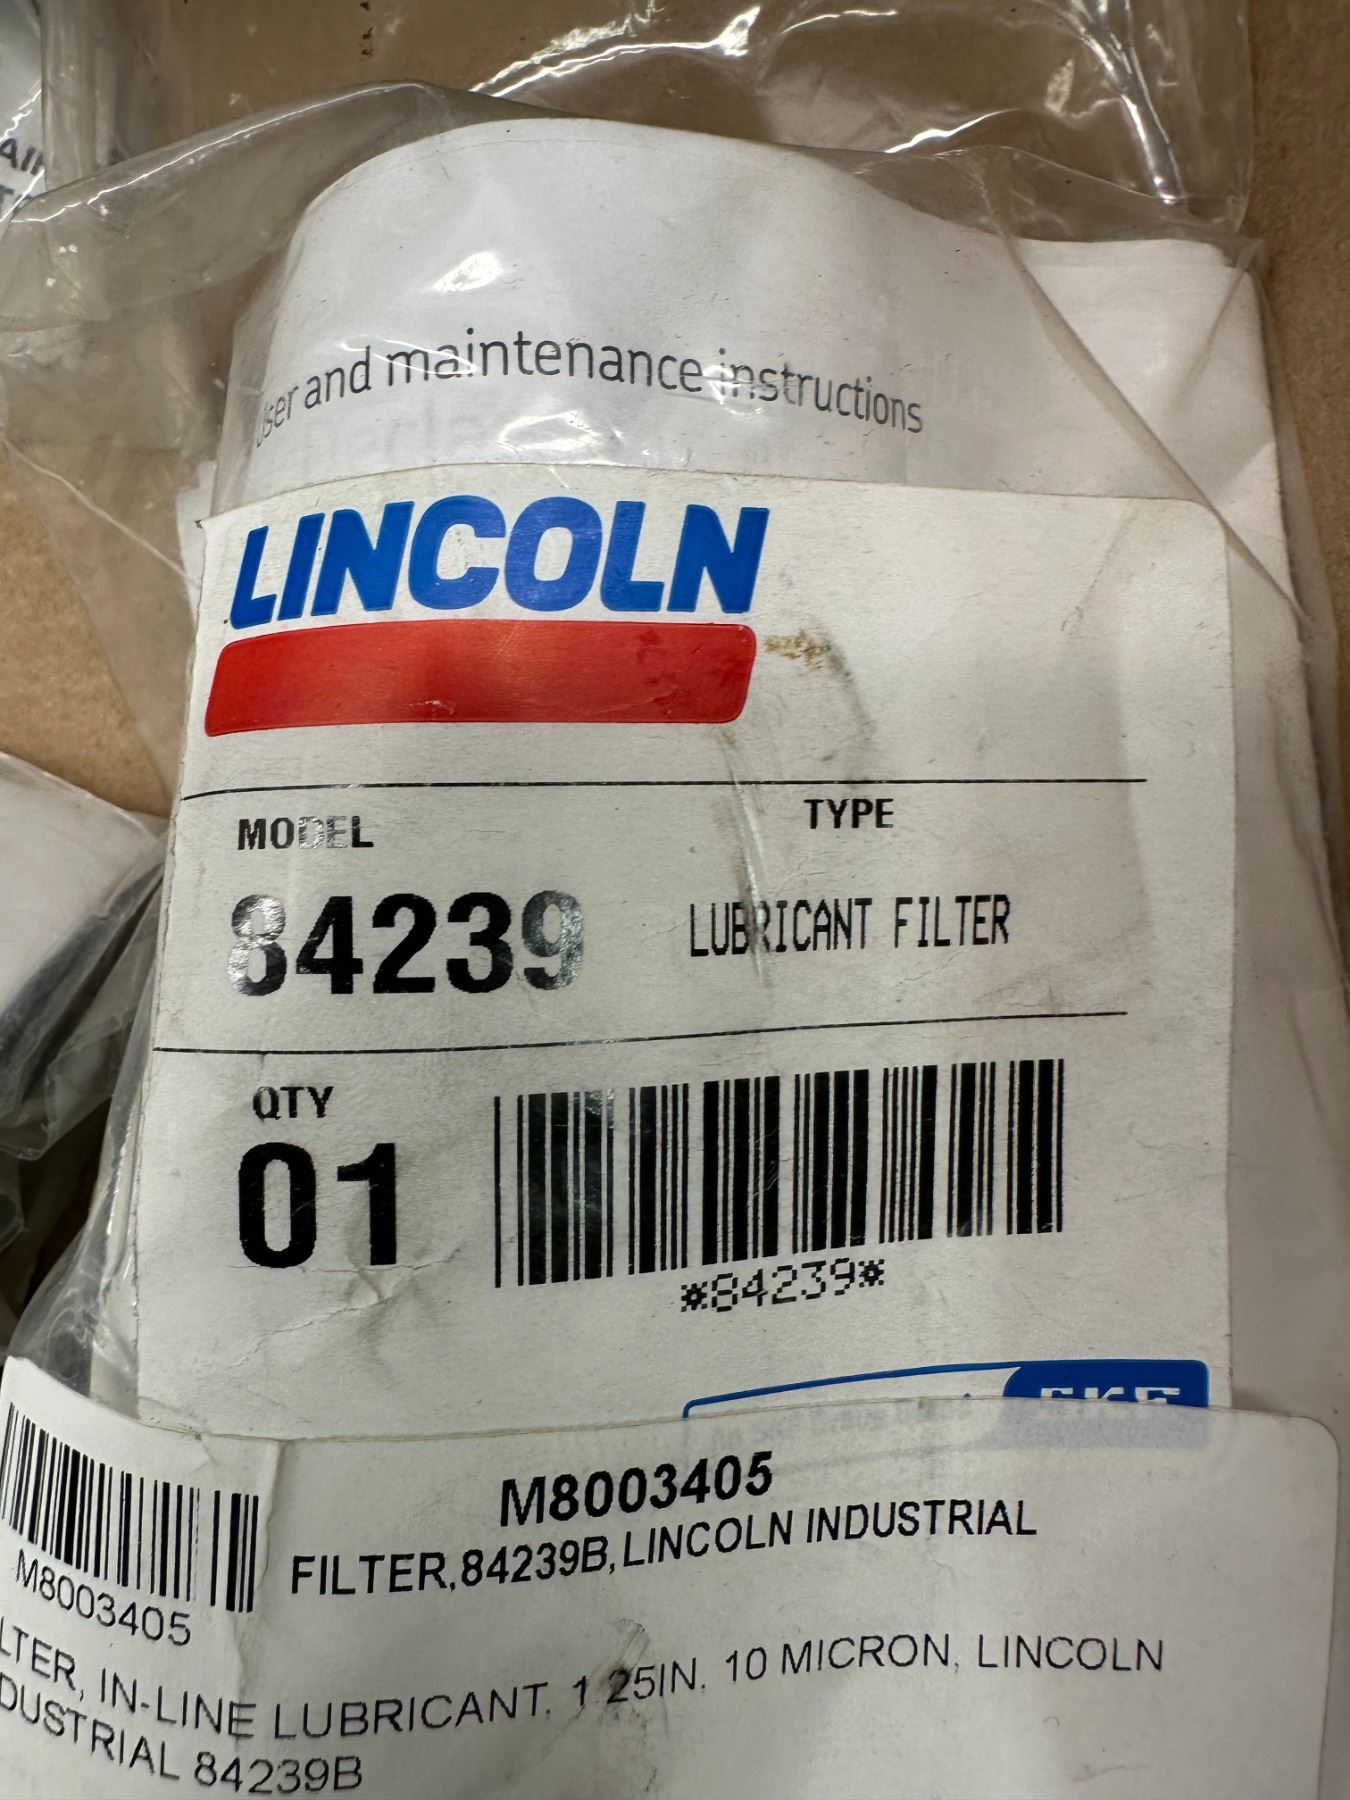 User and maintenance instructions
LINCOLN
MODEL
TYPE
84239
LUBRICANT FILTER
QTY
01
*84239*
SKF
M8003405
FILTER,84239B,LINCOLN INDUSTRIAL
M8003405
LTER, IN-LINE LUBRICANT, 1.25IN, 10 MICRON, LINCOLN
DUSTRIAL 84239B